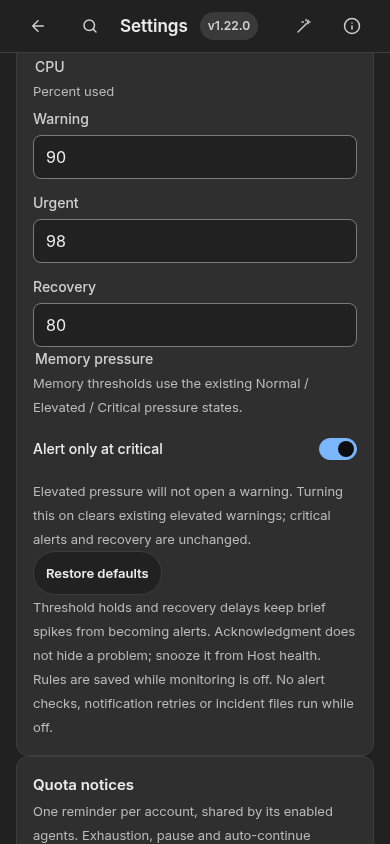 Settings v1.22.0
CPU
Percent used
Warning
90
Urgent
98
Recovery
80
Memory pressure
Memory thresholds use the existing Normal /
Elevated / Critical pressure states.
Alert only at critical
Elevated pressure will not open a warning. Turning
this on clears existing elevated warnings; critical
alerts and recovery are unchanged.
Restore defaults
Threshold holds and recovery delays keep brief
spikes from becoming alerts. Acknowledgment does
not hide a problem; snooze it from Host health.
Rules are saved while monitoring is off. No alert
checks, notification retries or incident files run while
off.
Quota notices
One reminder per account, shared by its enabled
agents. Exhaustion, pause and auto-continue